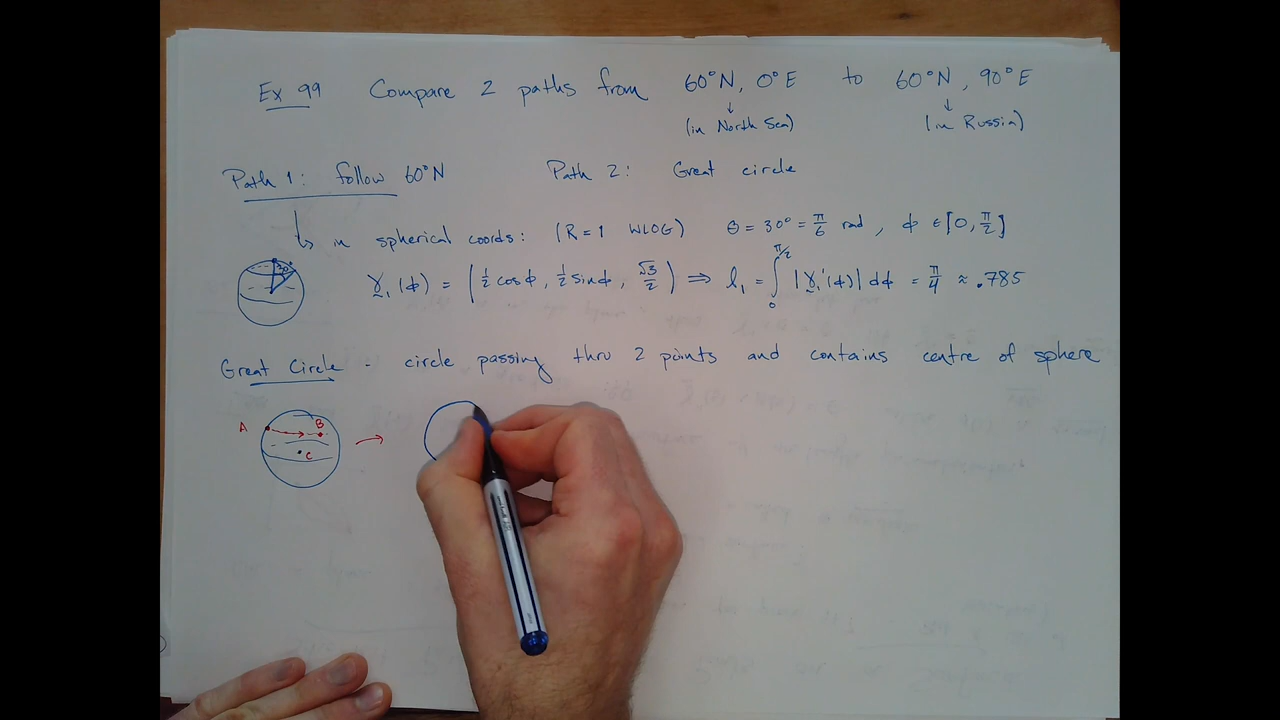 Ex 99 Compare 2 paths from 60°N, 0°E to 60°N, 90°E
↓ ↓
(in North Sea) (in Russia)
Path 1: follow 60°N Path 2: Great circle
↳ in spherical coords: (R=1 WLOG) θ = 30° = π/6 rad, ϕ ∈ [0, π/2]
30°
γ₁(ϕ) = (1/2 cosϕ, 1/2 sinϕ, √3/2) ⇒ l₁ = ∫₀^{π/2} |γ₁'(ϕ)| dϕ = π/4 ≈ .785
Great Circle - circle passing thru 2 points and contains centre of sphere
A B →
C